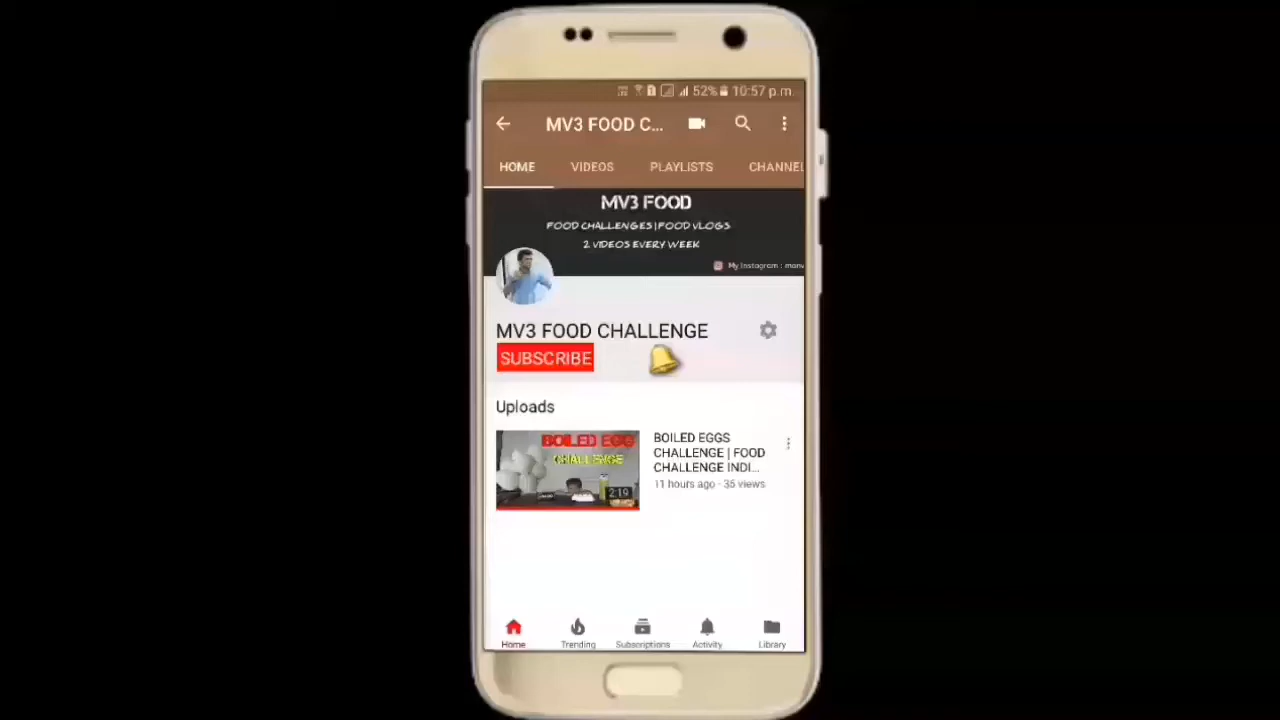 52% 10:57 p.m.
MV3 FOOD C...
HOME VIDEOS PLAYLISTS CHANNEL
MV3 FOOD
FOOD CHALLENGES | FOOD VLOGS
2 VIDEOS EVERY WEEK
My Instagram : manv
MV3 FOOD CHALLENGE
SUBSCRIBE
Uploads
BOILED EGG
CHALLENGE
2:19
BOILED EGGS
CHALLENGE | FOOD
CHALLENGE INDI...
11 hours ago · 35 views
Home Trending Subscriptions Activity Library